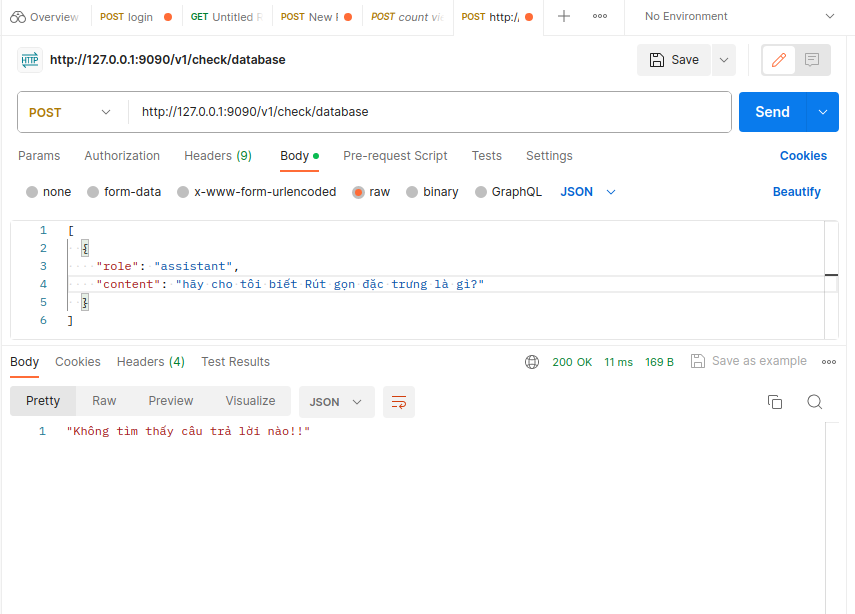 Overview POST login GET Untitled R POST New R POST count vie POST http:/ No Environment
HTTP http://127.0.0.1:9090/v1/check/database Save
POST http://127.0.0.1:9090/v1/check/database Send
Params Authorization Headers (9) Body Pre-request Script Tests Settings Cookies
none form-data x-www-form-urlencoded raw binary GraphQL JSON Beautify
1 [
2 {
3 "role": "assistant",
4 "content": "hãy cho tôi biết Rút gọn đặc trưng là gì?"
5 }
6 ]
Body Cookies Headers (4) Test Results 200 OK 11 ms 169 B Save as example
Pretty Raw Preview Visualize JSON
1 "Không tìm thấy câu trả lời nào!!"